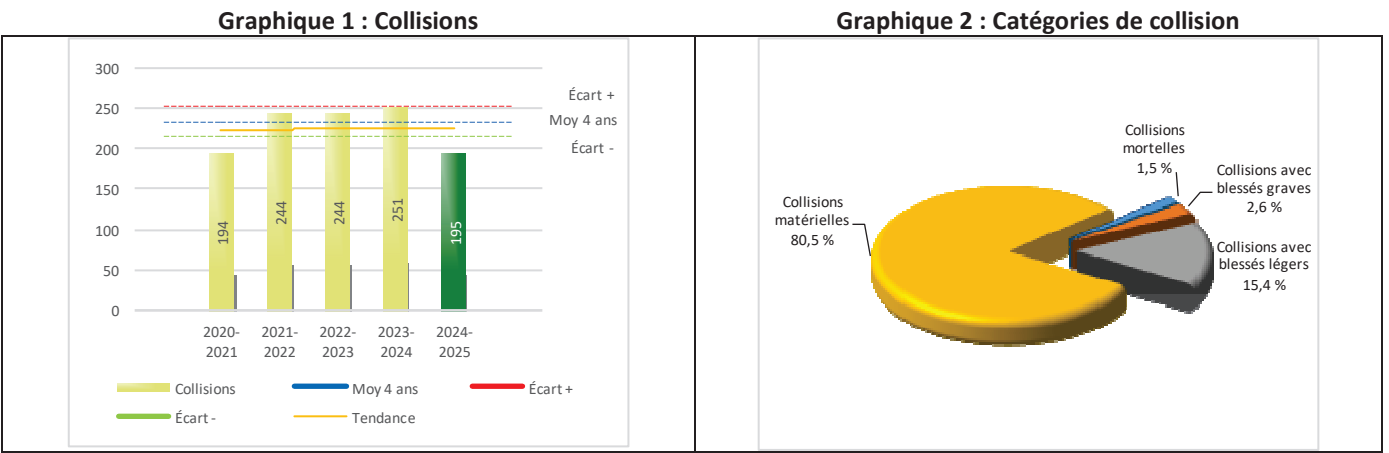 Graphique 1 : Collisions
300
250
200
150
100
50
0
Écart +
Moy 4 ans
Écart -
194
244
244
251
195
2020-
2021
2021-
2022
2022-
2023
2023-
2024
2024-
2025
Collisions
Moy 4 ans
Écart +
Écart -
Tendance
Graphique 2 : Catégories de collision
Collisions
mortelles
1,5 %
Collisions avec
blessés graves
2,6 %
Collisions
matérielles
80,5 %
Collisions avec
blessés légers
15,4 %